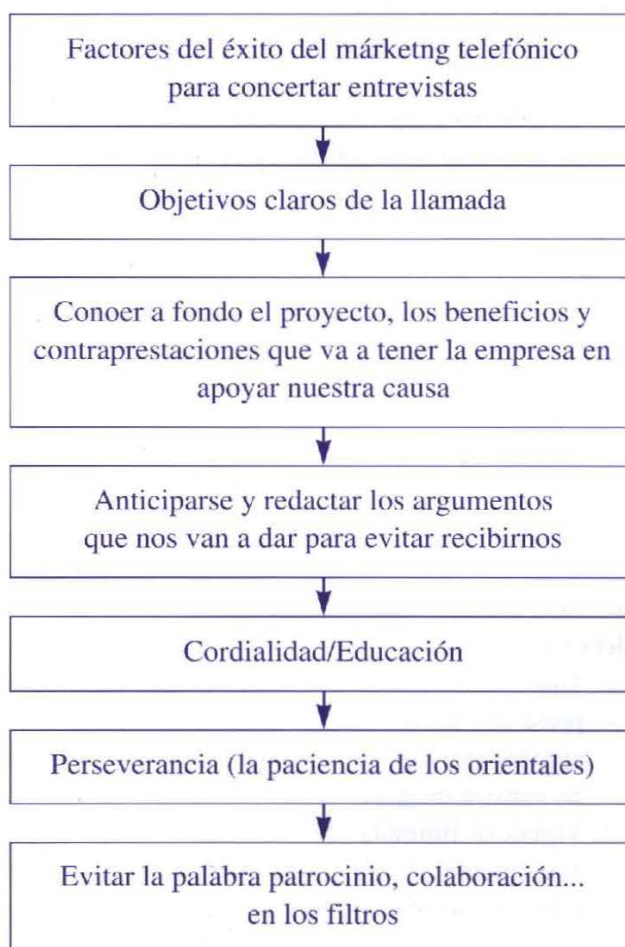 Factores del éxito del márketng telefónico
para concertar entrevistas
Objetivos claros de la llamada
Conoer a fondo el proyecto, los beneficios y
contraprestaciones que va a tener la empresa en
apoyar nuestra causa
Anticiparse y redactar los argumentos
que nos van a dar para evitar recibirnos
Cordialidad/Educación
Perseverancia (la paciencia de los orientales)
Evitar la palabra patrocinio, colaboración...
en los filtros